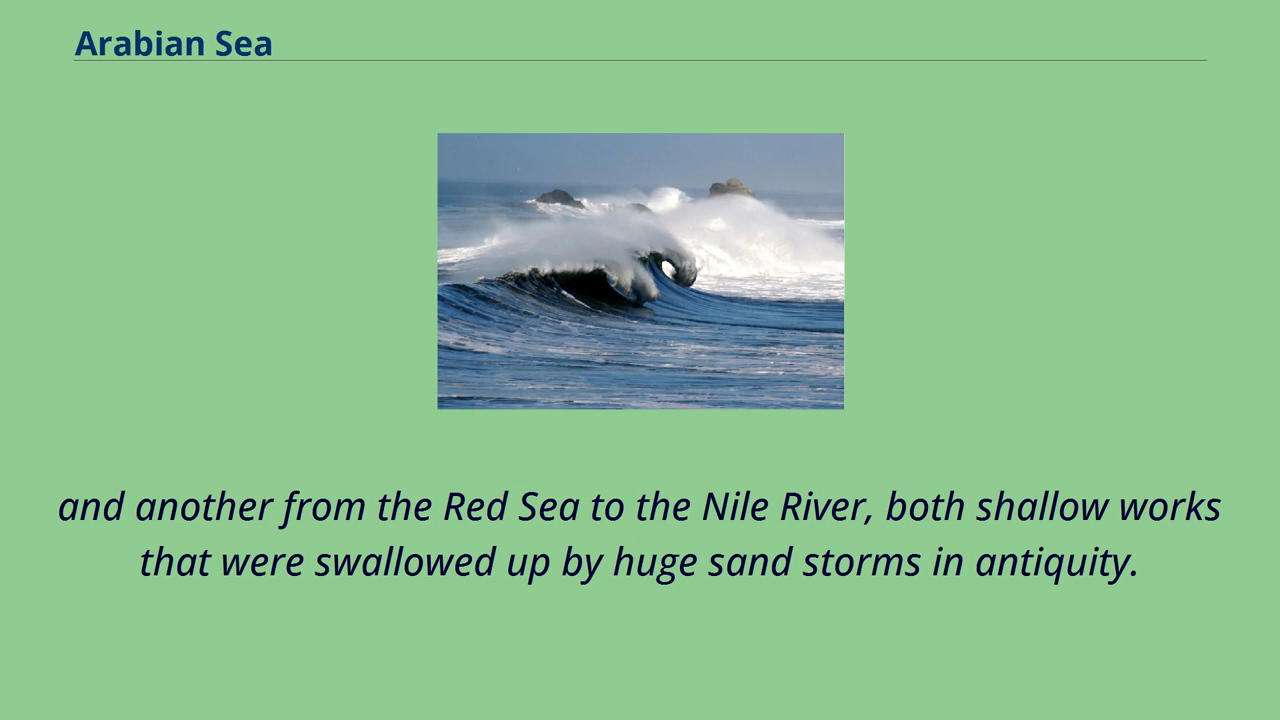 Arabian Sea
and another from the Red Sea to the Nile River, both shallow works
that were swallowed up by huge sand storms in antiquity.